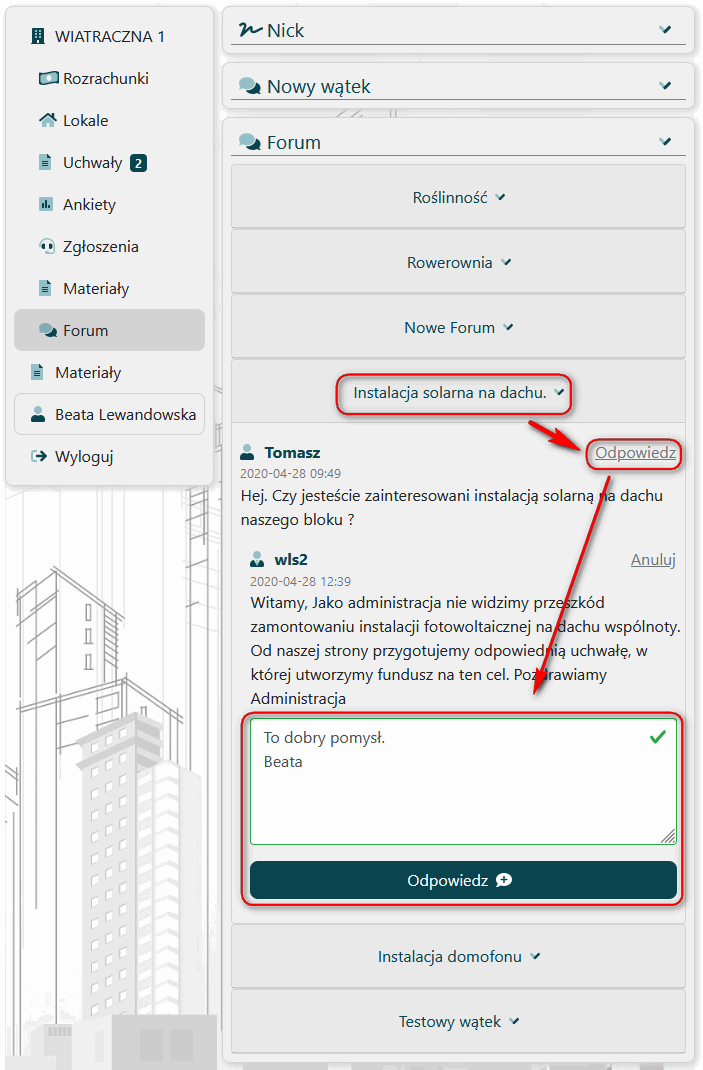 WIATRACZNA 1
Rozrachunki
Lokale
Uchwały 2
Ankiety
Zgłoszenia
Materiały
Forum
Materiały
Beata Lewandowska
Wyloguj
Nick
Nowy wątek
Forum
Roślinność
Rowerownia
Nowe Forum
Instalacja solarna na dachu.
Tomasz
Odpowiedz
2020-04-28 09:49
Hej. Czy jesteście zainteresowani instalacją solarną na dachu
naszego bloku ?
wls2
Anuluj
2020-04-28 12:39
Witamy, Jako administracja nie widzimy przeszkód
zamontowaniu instalacji fotowoltaicznej na dachu wspólnoty.
Od naszej strony przygotujemy odpowiednią uchwałę, w
której utworzymy fundusz na ten cel. Pozdrawiamy
Administracja
To dobry pomysł.
Beata
Odpowiedz
Instalacja domofonu
Testowy wątek